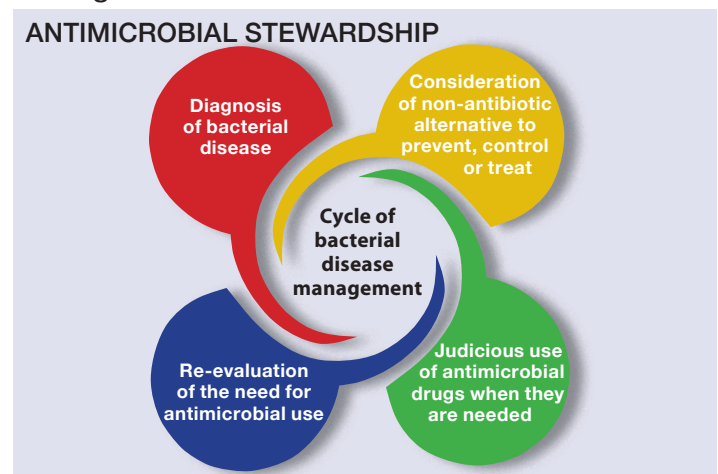 ANTIMICROBIAL STEWARDSHIP
Diagnosis
of bacterial
disease
Consideration
of non-antibiotic
alternative to
prevent, control
or treat
Cycle of
bacterial
disease
management
Re-evaluation
of the need for
antimicrobial use
Judicious use
of antimicrobial
drugs when they
are needed